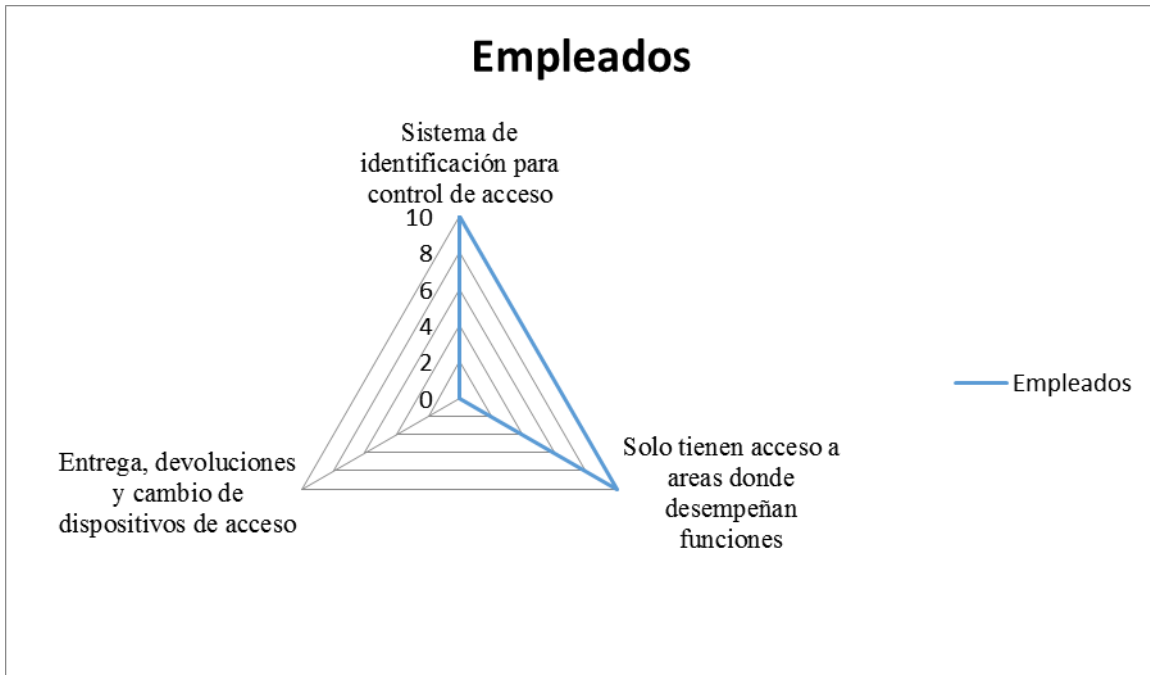 Empleados
Sistema de
identificación para
control de acceso
10
8
6
4
2
0
Empleados
Solo tienen acceso a
areas donde
desempeñan
funciones
Entrega, devoluciones
y cambio de
dispositivos de acceso